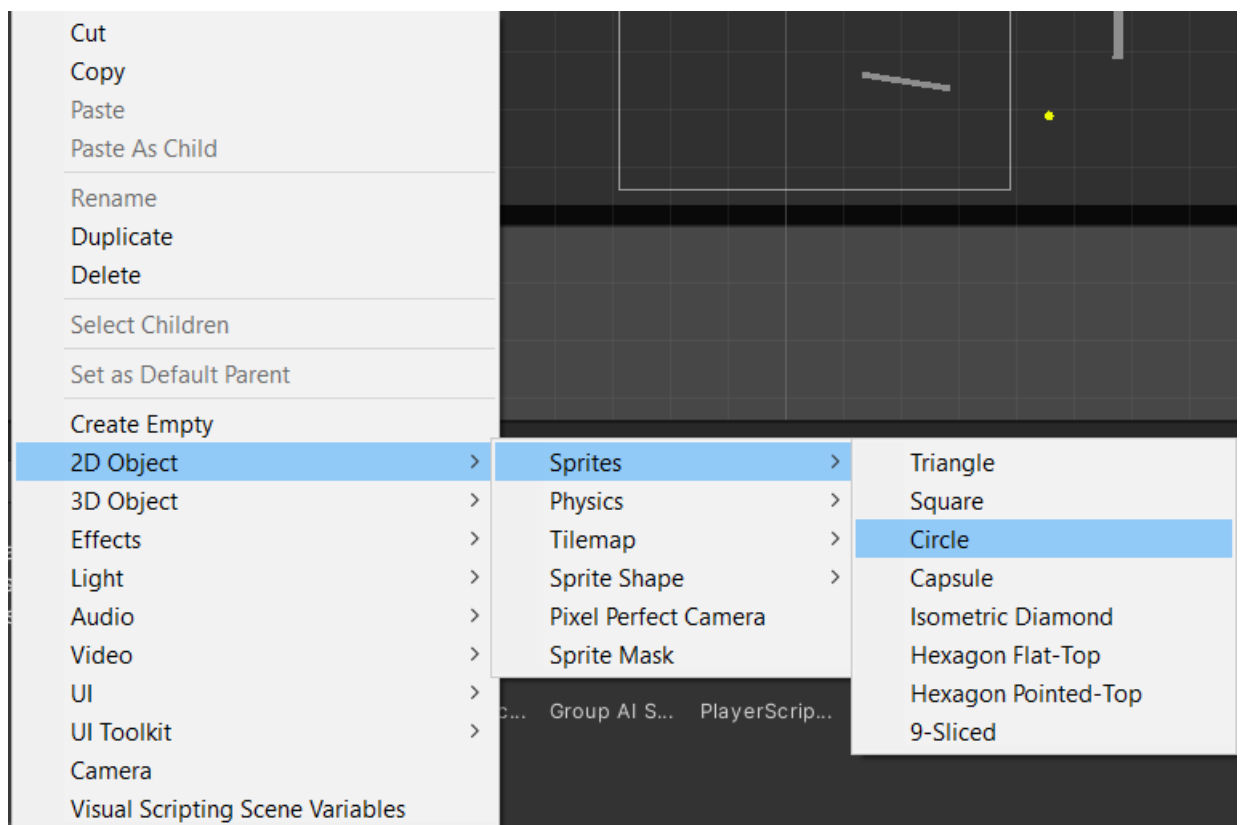 Cut
Copy
Paste
Paste As Child
Rename
Duplicate
Delete
Select Children
Set as Default Parent
Create Empty
2D Object
3D Object
Effects
Light
Audio
Video
UI
UI Toolkit
Camera
Visual Scripting Scene Variables
Sprites
Physics
Tilemap
Sprite Shape
Pixel Perfect Camera
Sprite Mask
Triangle
Square
Circle
Capsule
Isometric Diamond
Hexagon Flat-Top
Hexagon Pointed-Top
9-Sliced
c... Group AI S... PlayerScrip...